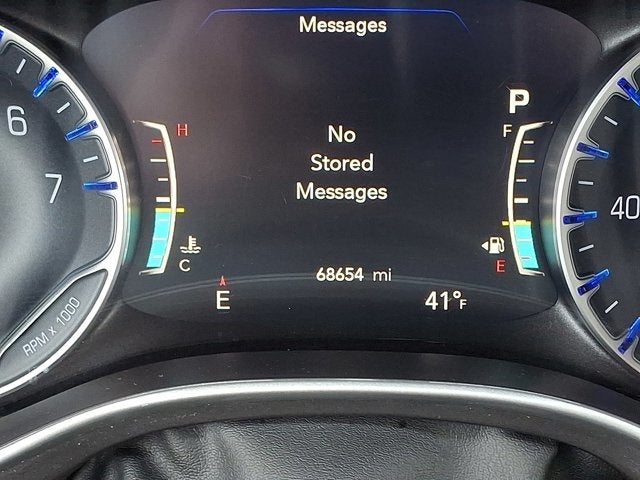 Messages
P
6
H
F
No
Stored
Messages
7
40
C
E
68654 mi
E
41°F
RPM X 1000